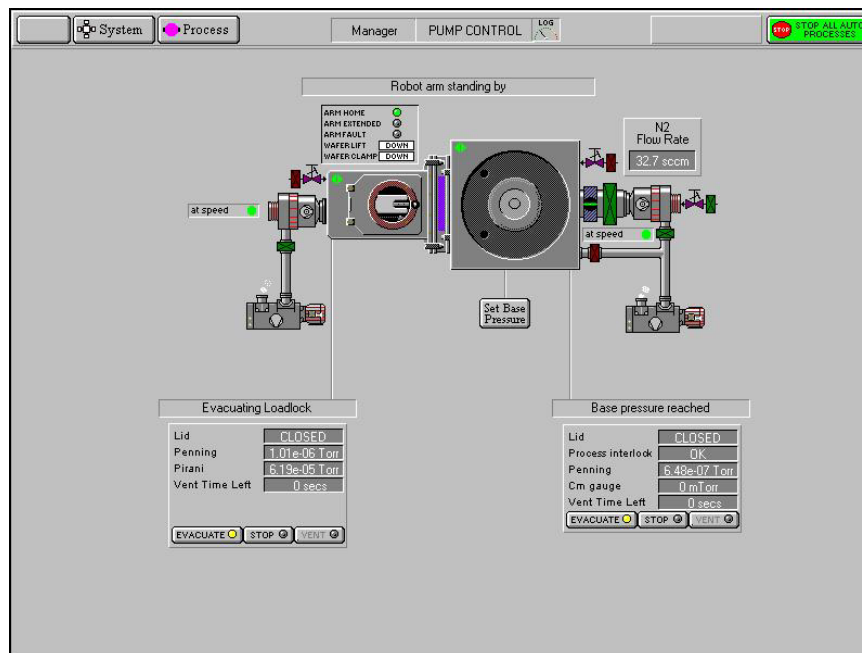 System
Process
Manager
PUMP CONTROL
LOG
STOP
STOP ALL AUTO
PROCESSES
Robot arm standing by
ARM HOME
ARM EXTENDED
ARM FAULT
WAFER LIFT DOWN
WAFER CLAMP DOWN
N2
Flow Rate
32.7 sccm
at speed
at speed
Set Base
Pressure
Evacuating Loadlock
Lid CLOSED
Penning 1.01e-06 Torr
Pirani 6.19e-05 Torr
Vent Time Left 0 secs
EVACUATE STOP VENT
Base pressure reached
Lid CLOSED
Process interlock OK
Penning 6.48e-07 Torr
Cm gauge 0 mTorr
Vent Time Left 0 secs
EVACUATE STOP VENT